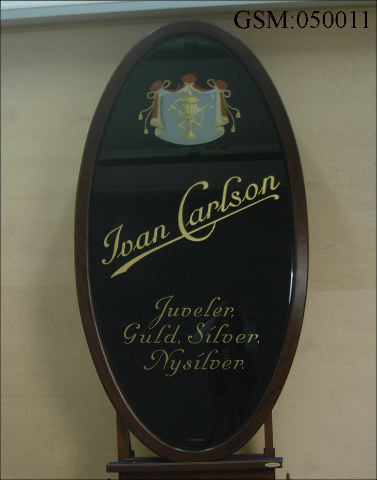 GSM:050011
Ivan Carlson
Juveler.
Guld, Silver.
Nysilver.